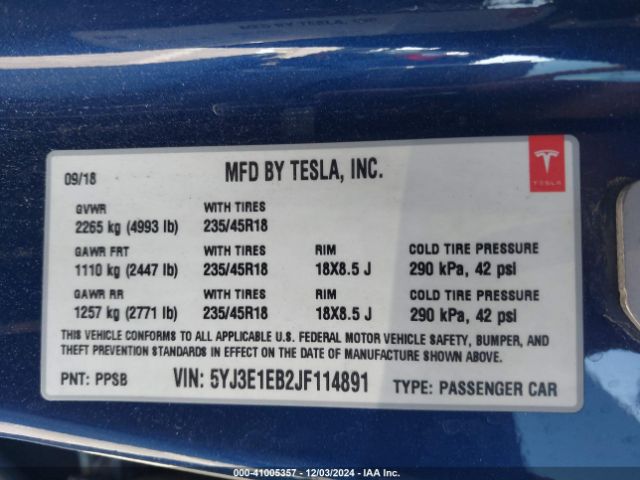 09/18
MFD BY TESLA, INC.
TESLA
GVWR WITH TIRES
2265 kg (4993 lb) 235/45R18
GAWR FRT WITH TIRES RIM COLD TIRE PRESSURE
1110 kg (2447 lb) 235/45R18 18X8.5 J 290 kPa, 42 psi
GAWR RR WITH TIRES RIM COLD TIRE PRESSURE
1257 kg (2771 lb) 235/45R18 18X8.5 J 290 kPa, 42 psi
THIS VEHICLE CONFORMS TO ALL APPLICABLE U.S. FEDERAL MOTOR VEHICLE SAFETY, BUMPER, AND
THEFT PREVENTION STANDARDS IN EFFECT ON THE DATE OF MANUFACTURE SHOWN ABOVE.
PNT: PPSB VIN: 5YJ3E1EB2JF114891 TYPE: PASSENGER CAR
000-41005357 - 12/03/2024 - IAA Inc.